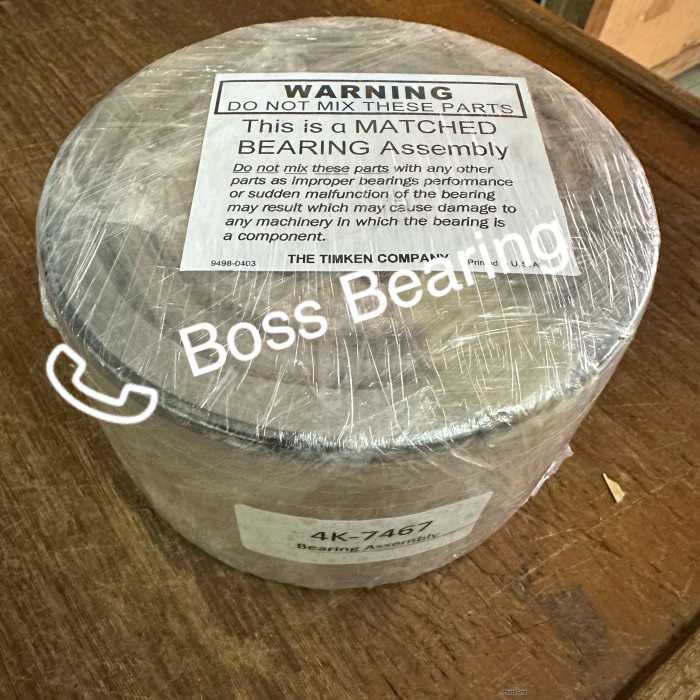 WARNING
DO NOT MIX THESE PARTS
This is a MATCHED
BEARING Assembly
Do not mix these parts with any other
parts as improper bearings performance
or sudden malfunction of the bearing
may result which may cause damage to
any machinery in which the bearing is
a component.
9498-0403 THE TIMKEN COMPANY Printed U.S.A
Boss Bearing
4K-7467
Bearing Assembly